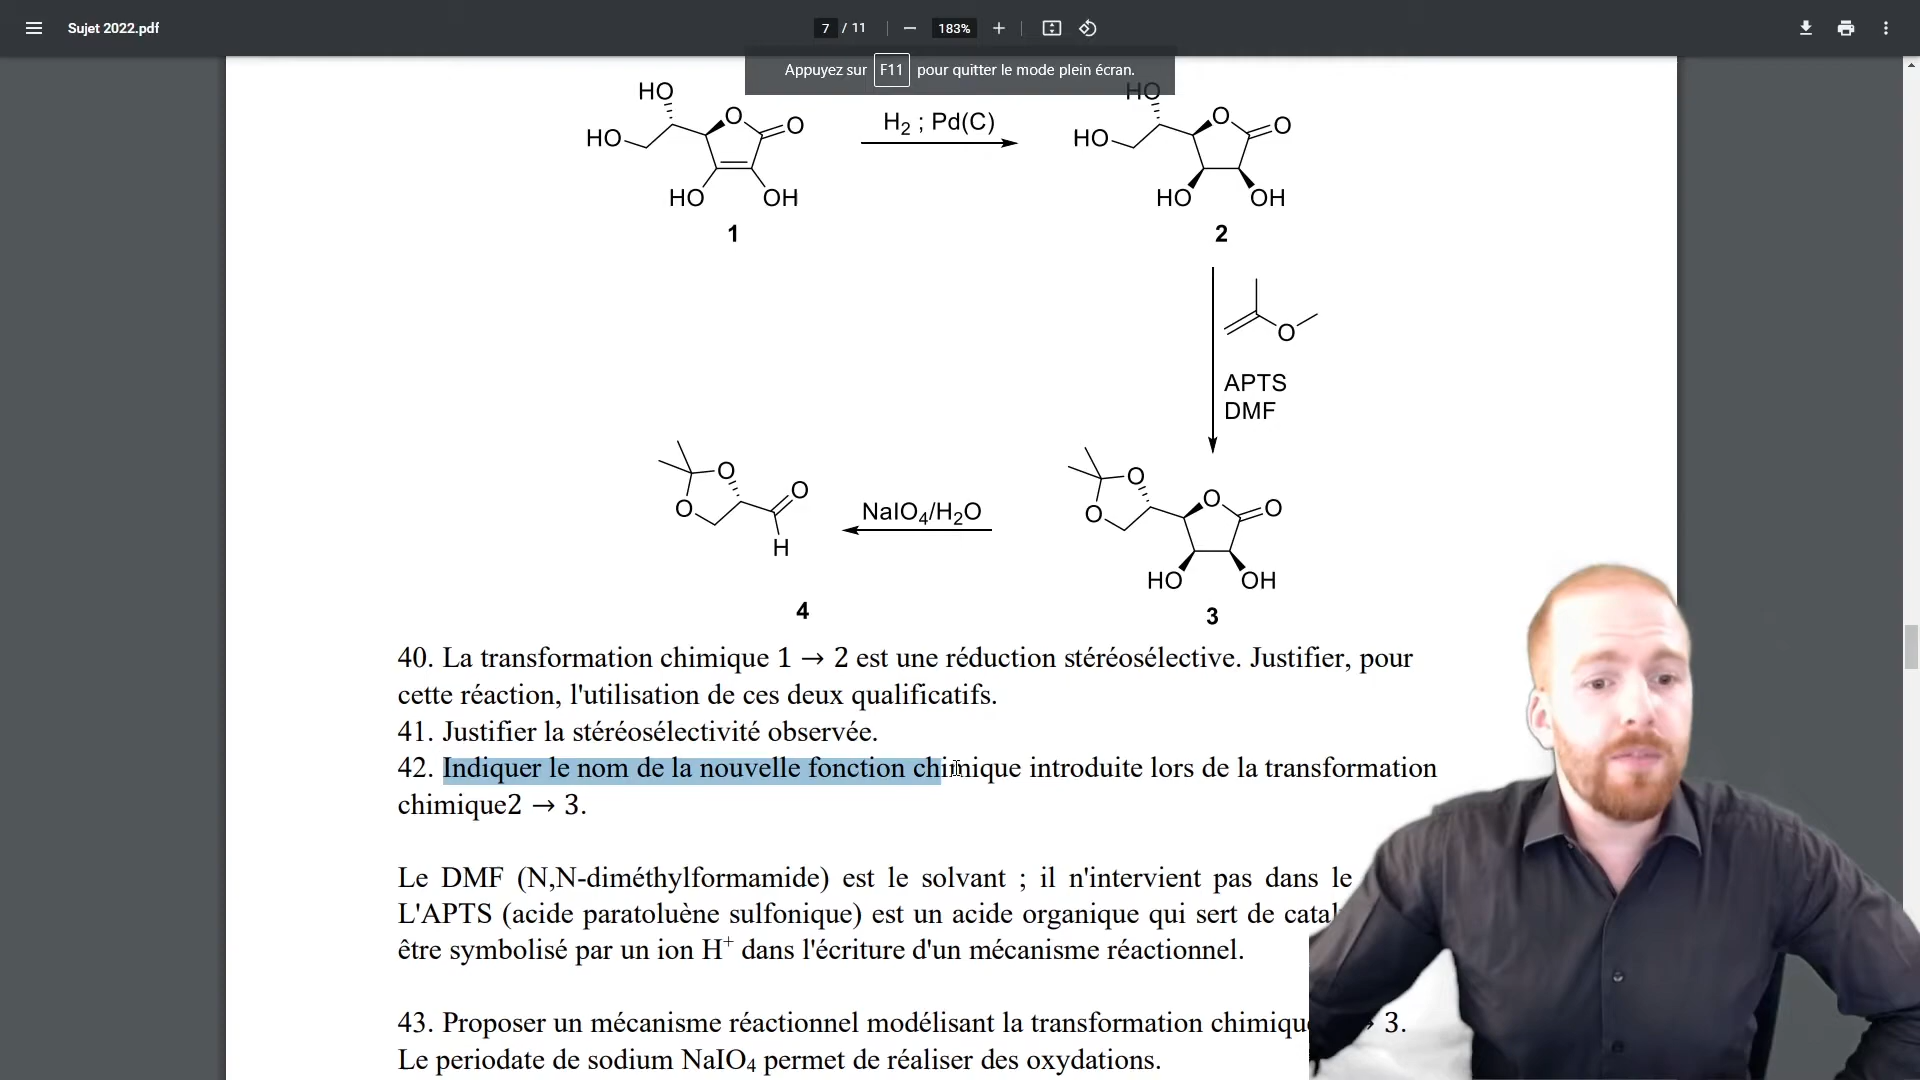 Sujet 2022.pdf
7 / 11
183%
Appuyez sur F11 pour quitter le mode plein écran.
HO
HO
O
O
HO
OH
1
H2 ; Pd(C)
HO
HO
O
O
HO
OH
2
O
APTS
DMF
O
O
O
H
4
NaIO4/H2O
O
O
O
O
HO
OH
3
40. La transformation chimique 1 → 2 est une réduction stéréosélective. Justifier, pour
cette réaction, l'utilisation de ces deux qualificatifs.
41. Justifier la stéréosélectivité observée.
42. Indiquer le nom de la nouvelle fonction chimique introduite lors de la transformation
chimique2 → 3.
Le DMF (N,N-diméthylformamide) est le solvant ; il n'intervient pas dans le
L'APTS (acide paratoluène sulfonique) est un acide organique qui sert de
être symbolisé par un ion H+ dans l'écriture d'un mécanisme réactionnel.
43. Proposer un mécanisme réactionnel modélisant la transformation 3.
Le periodate de sodium NaIO4 permet de réaliser des oxydations.